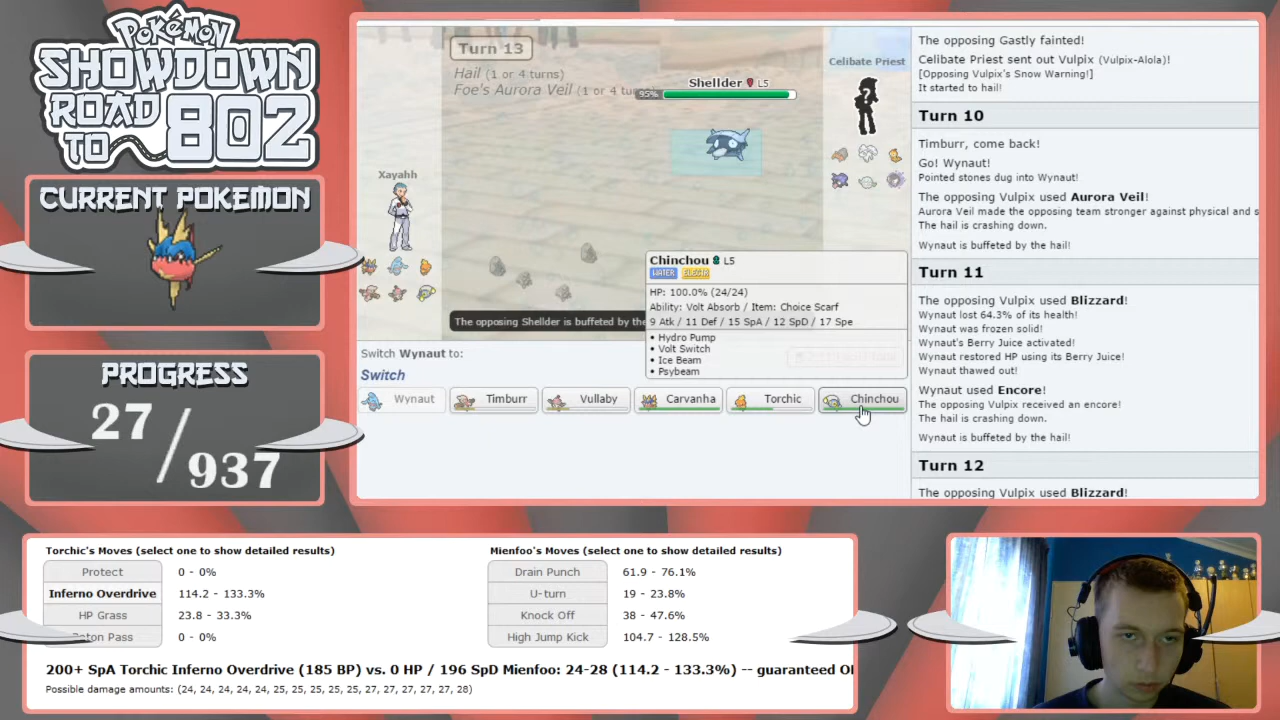 Pokémon
SHOWDOWN
ROAD
TO 802
CURRENT POKEMON
PROGRESS
27/937
Turn 13
Hail (1 or 4 turns)
Foe's Aurora Veil (1 or 4
Shellder L5
95%
Celibate Priest
Xayahh
Chinchou L5
WATER ELECTR
HP: 100.0% (24/24)
Ability: Volt Absorb / Item: Choice Scarf
9 Atk / 11 Def / 15 SpA / 12 SpD / 17 Spe
• Hydro Pump
• Volt Switch
• Ice Beam
• Psybeam
The opposing Shellder is buffeted by the
Switch Wynaut to:
Switch
Wynaut
Timburr
Vullaby
Carvanha
Torchic
Chinchou
The opposing Gastly fainted!
Celibate Priest sent out Vulpix (Vulpix-Alola)!
[Opposing Vulpix's Snow Warning!]
It started to hail!
Turn 10
Timburr, come back!
Go! Wynaut!
Pointed stones dug into Wynaut!
The opposing Vulpix used Aurora Veil!
Aurora Veil made the opposing team stronger against physical and s
The hail is crashing down.
Wynaut is buffeted by the hail!
Turn 11
The opposing Vulpix used Blizzard!
Wynaut lost 64.3% of its health!
Wynaut was frozen solid!
Wynaut's Berry Juice activated!
Wynaut restored HP using its Berry Juice!
Wynaut thawed out!
Wynaut used Encore!
The opposing Vulpix received an encore!
The hail is crashing down.
Wynaut is buffeted by the hail!
Turn 12
The opposing Vulpix used Blizzard!
Torchic's Moves (select one to show detailed results)
Protect 0 - 0%
Inferno Overdrive 114.2 - 133.3%
HP Grass 23.8 - 33.3%
Baton Pass 0 - 0%
Mienfoo's Moves (select one to show detailed results)
Drain Punch 61.9 - 76.1%
U-turn 19 - 23.8%
Knock Off 38 - 47.6%
High Jump Kick 104.7 - 128.5%
200+ SpA Torchic Inferno Overdrive (185 BP) vs. 0 HP / 196 SpD Mienfoo: 24-28 (114.2 - 133.3%) -- guaranteed O
Possible damage amounts: (24, 24, 24, 24, 24, 25, 25, 25, 25, 25, 27, 27, 27, 27, 27, 28)